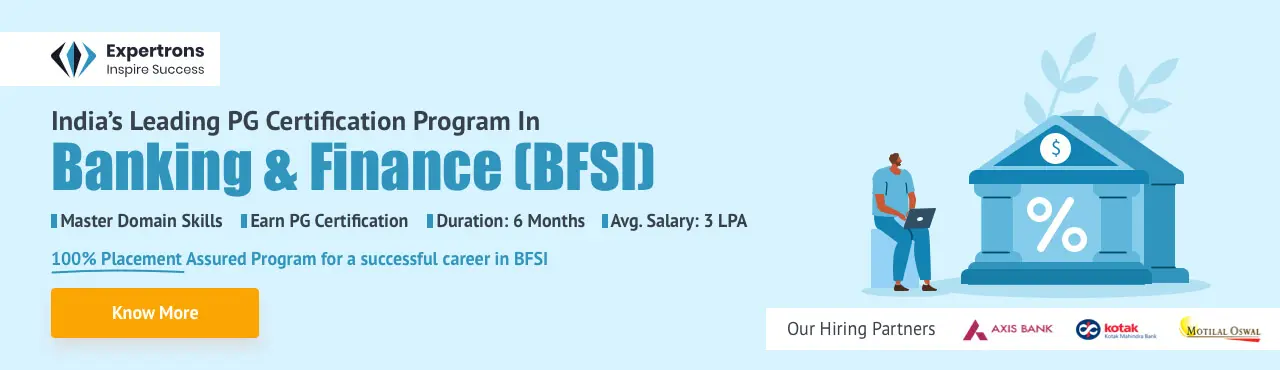 Expertrons
Inspire Success
India's Leading PG Certification Program In
Banking & Finance (BFSI)
Master Domain Skills Earn PG Certification Duration: 6 Months Avg. Salary: 3 LPA
100% Placement Assured Program for a successful career in BFSI
Know More
$
%
Our Hiring Partners AXIS BANK kotak Kotak Mahindra Bank MOTILAL OSWAL